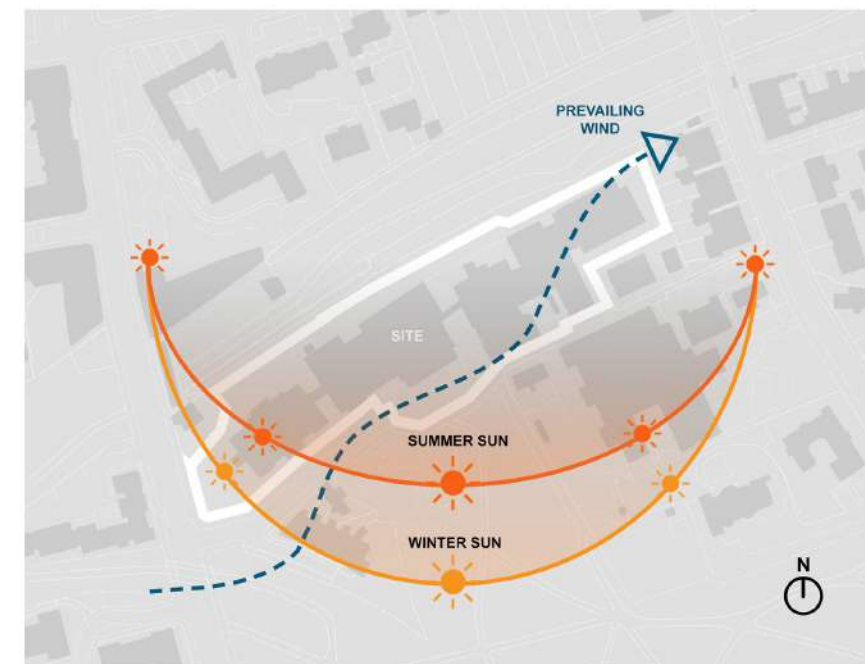 PREVAILING
WIND
SITE
SUMMER SUN
WINTER SUN
N